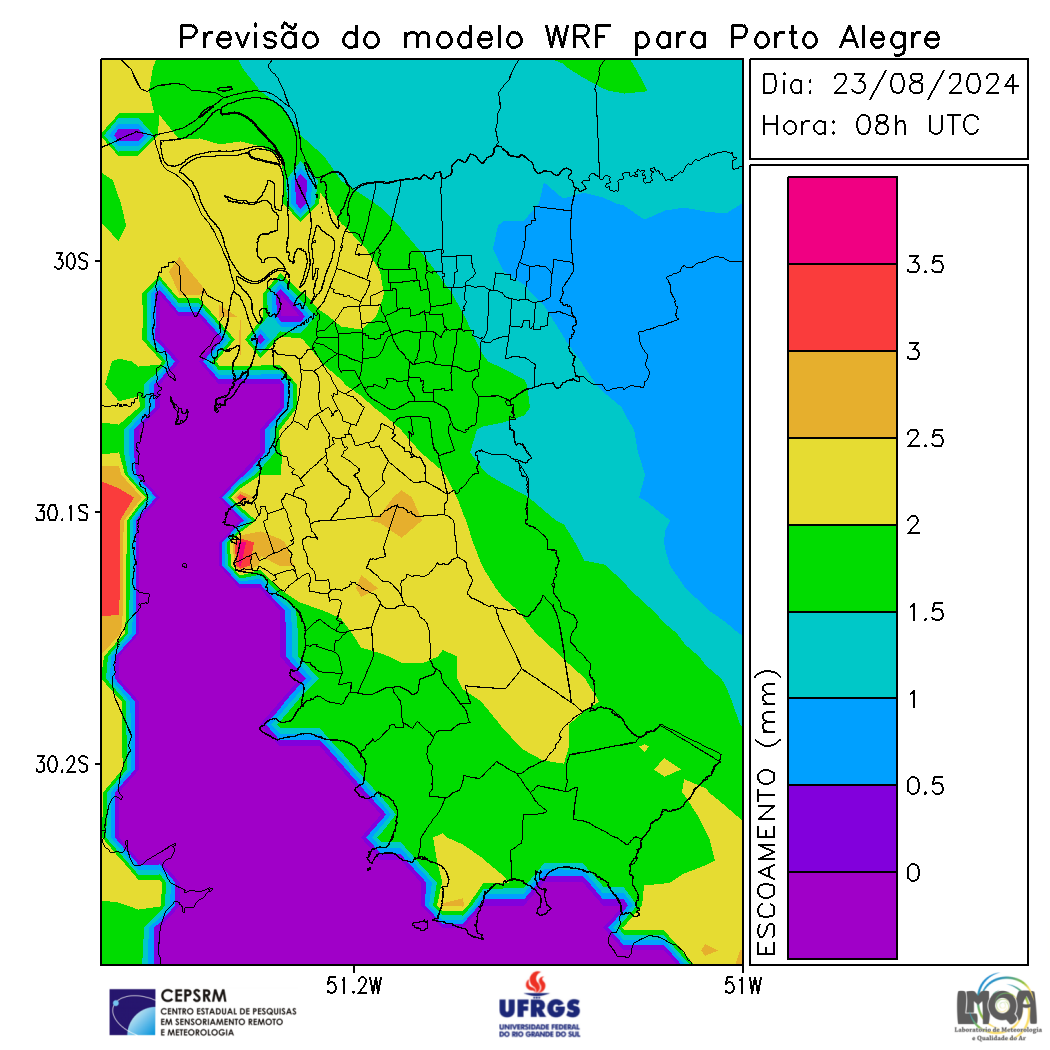 Previsão do modelo WRF para Porto Alegre
Dia: 23/08/2024
Hora: 08h UTC
30S
30.1S
30.2S
51.2W
51W
ESCOAMENTO (mm)
3.5
3
2.5
2
1.5
1
0.5
0
CEPSRM
CENTRO ESTADUAL DE PESQUISAS
EM SENSORIAMENTO REMOTO
E METEOROLOGIA
UFRGS
UNIVERSIDADE FEDERAL
DO RIO GRANDE DO SUL
LMQA
Laboratório de Meteorologia
e Qualidade do Ar